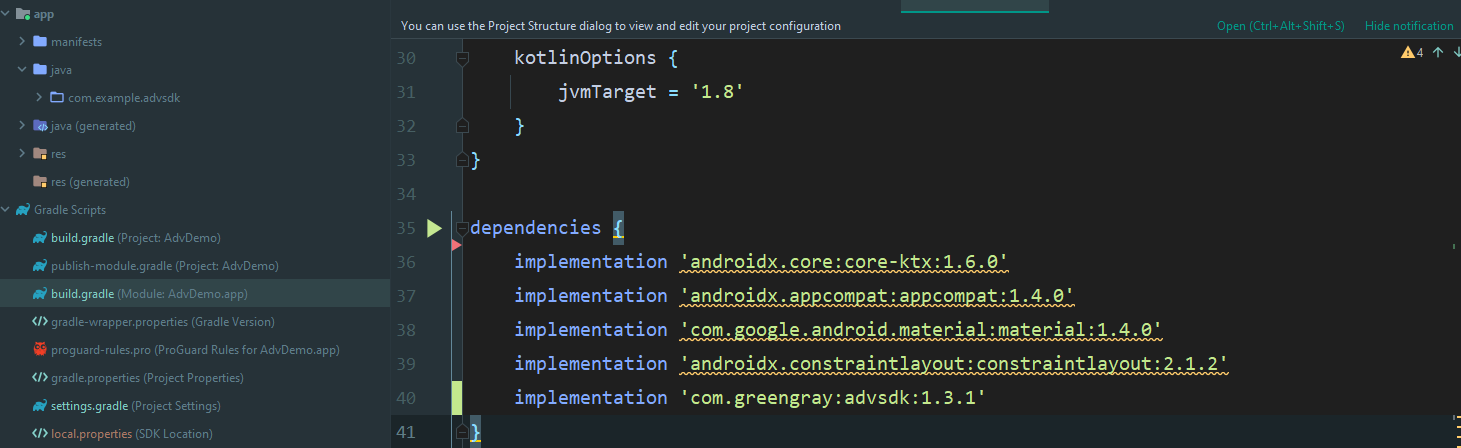 app
manifests
java
com.example.advsdk
java (generated)
res
res (generated)
Gradle Scripts
build.gradle (Project: AdvDemo)
publish-module.gradle (Project: AdvDemo)
build.gradle (Module: AdvDemo.app)
gradle-wrapper.properties (Gradle Version)
proguard-rules.pro (ProGuard Rules for AdvDemo.app)
gradle.properties (Project Properties)
settings.gradle (Project Settings)
local.properties (SDK Location)
You can use the Project Structure dialog to view and edit your project configuration Open (Ctrl+Alt+Shift+S) Hide notification
4
30 kotlinOptions {
31 jvmTarget = '1.8'
32 }
33 }
34
35 dependencies {
36 implementation 'androidx.core:core-ktx:1.6.0'
37 implementation 'androidx.appcompat:appcompat:1.4.0'
38 implementation 'com.google.android.material:material:1.4.0'
39 implementation 'androidx.constraintlayout:constraintlayout:2.1.2'
40 implementation 'com.greengray:advsdk:1.3.1'
41 }